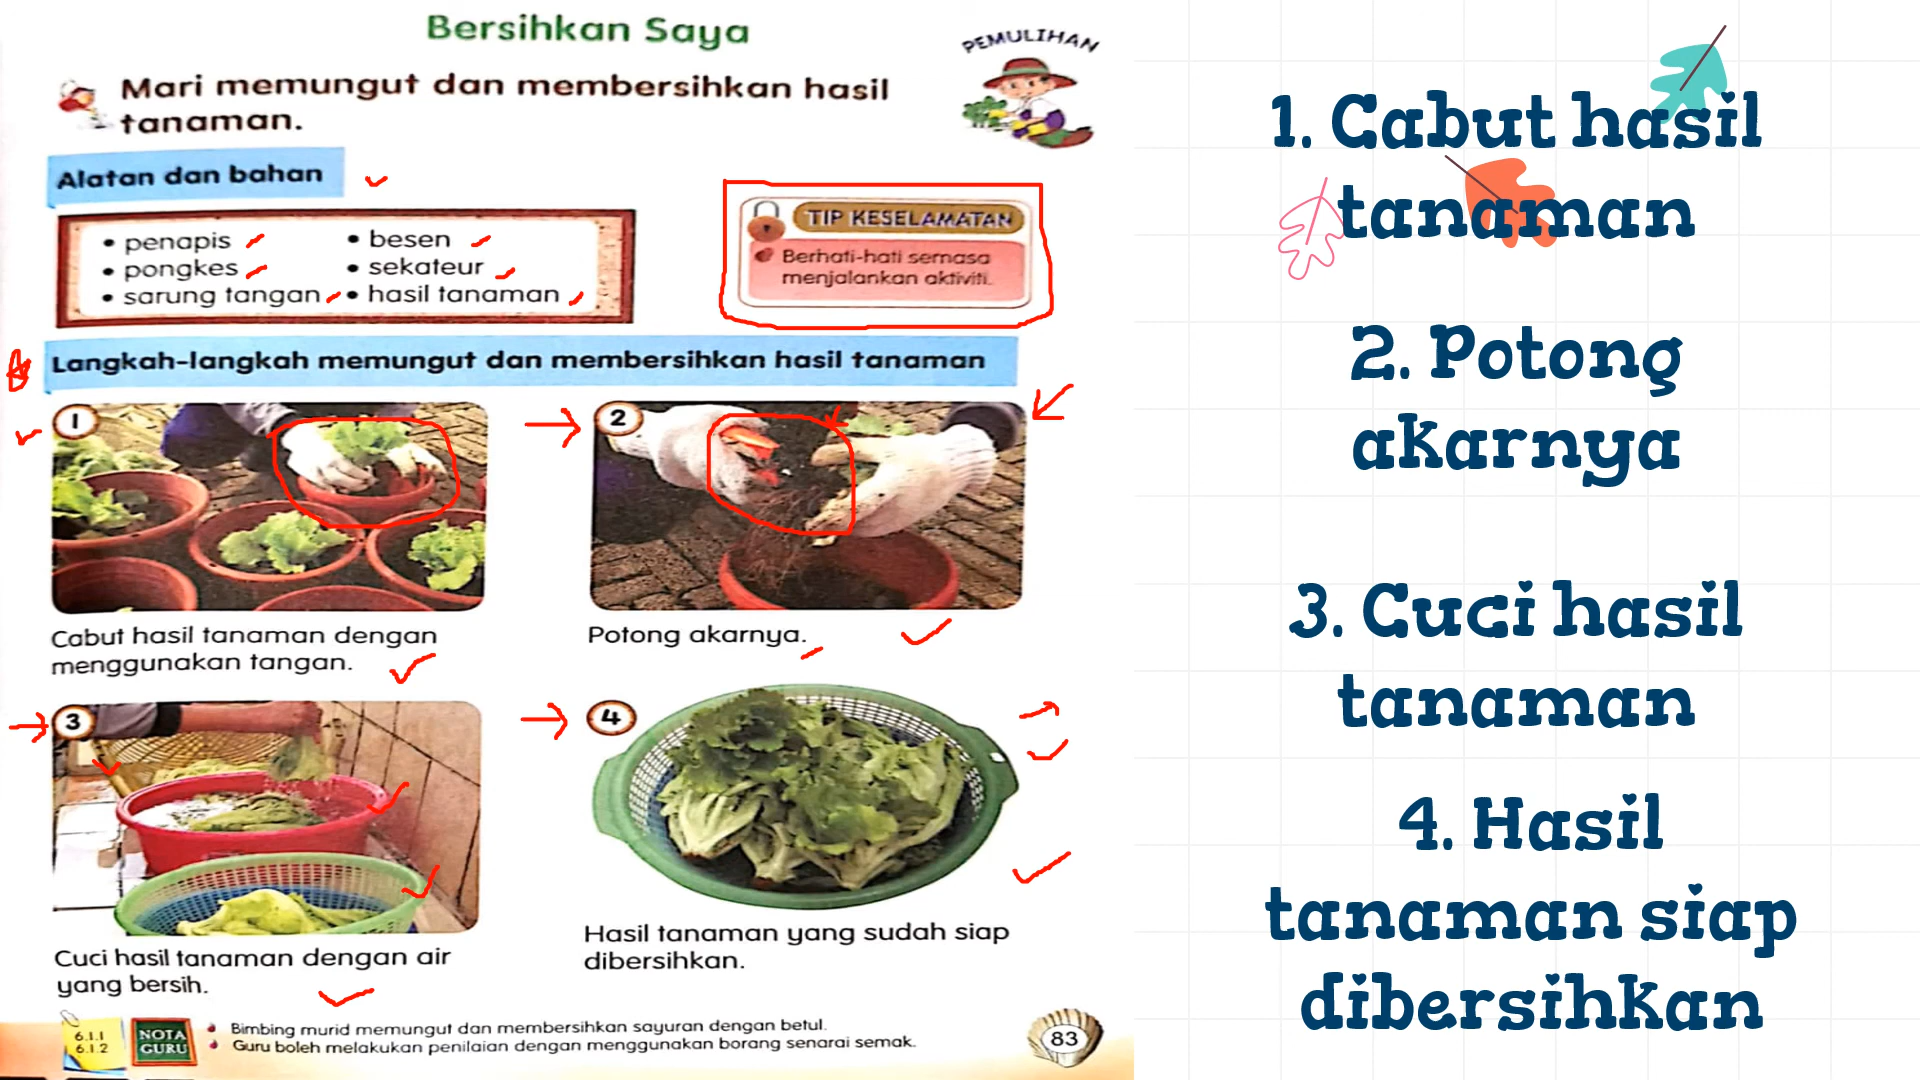 Bersihkan Saya
PEMULIHAN
Mari memungut dan membersihkan hasil
tanaman.
Alatan dan bahan
• penapis
• pongkes
• sarung tangan
• besen
• sekateur
• hasil tanaman
TIP KESELAMATAN
Berhati-hati semasa
menjalankan aktiviti.
Langkah-langkah memungut dan membersihkan hasil tanaman
1
Cabut hasil tanaman dengan
menggunakan tangan.
2
Potong akarnya.
3
Cuci hasil tanaman dengan air
yang bersih.
4
Hasil tanaman yang sudah siap
dibersihkan.
6.1.1
6.1.2
NOTA
GURU
Bimbing murid memungut dan membersihkan sayuran dengan betul.
Guru boleh melakukan penilaian dengan menggunakan borang senarai semak.
83
1. Cabut hasil
tanaman
2. Potong
akarnya
3. Cuci hasil
tanaman
4. Hasil
tanaman siap
dibersihkan